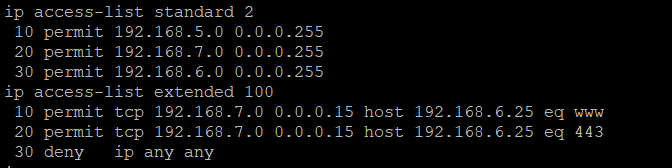 ip access-list standard 2
 10 permit 192.168.5.0 0.0.0.255
 20 permit 192.168.7.0 0.0.0.255
 30 permit 192.168.6.0 0.0.0.255
ip access-list extended 100
 10 permit tcp 192.168.7.0 0.0.0.15 host 192.168.6.25 eq www
 20 permit tcp 192.168.7.0 0.0.0.15 host 192.168.6.25 eq 443
 30 deny   ip any any